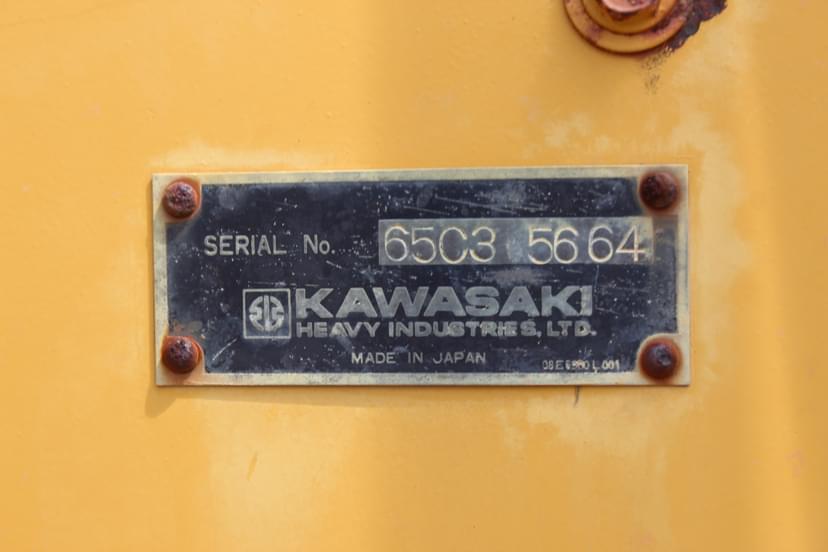 SERIAL No. 65C3 5664
KAWASAKI
HEAVY INDUSTRIES, LTD.
MADE IN JAPAN